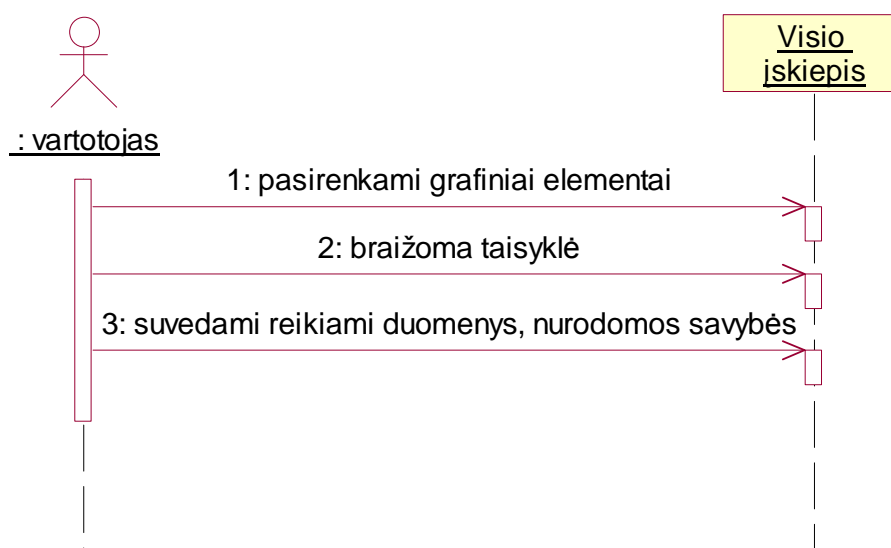 Visio
įskiepis
: vartotojas
1: pasirenkami grafiniai elementai
2: braižoma taisyklė
3: suvedami reikiami duomenys, nurodomos savybės